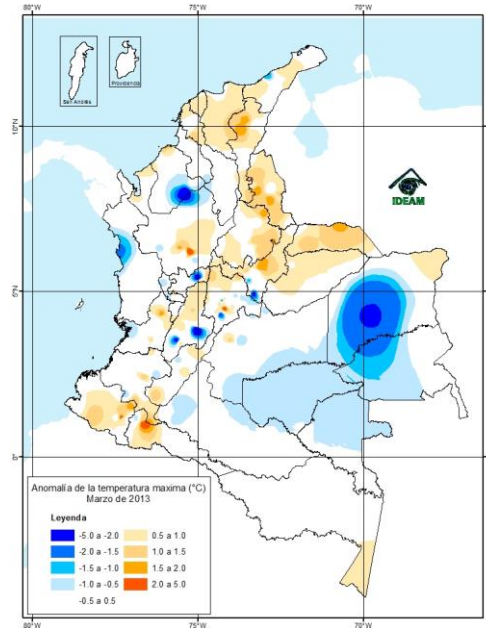 80°W 75°W 70°W
San Andrés
Providencia
10°N
10°N
IDEAM
5°N
5°N
0°
0°
Anomalía de la temperatura maxima (°C)
Marzo de 2013
Leyenda
-5.0 a -2.0 0.5 a 1.0
-2.0 a -1.5 1.0 a 1.5
-1.5 a -1.0 1.5 a 2.0
-1.0 a -0.5 2.0 a 5.0
-0.5 a 0.5
80°W 75°W 70°W